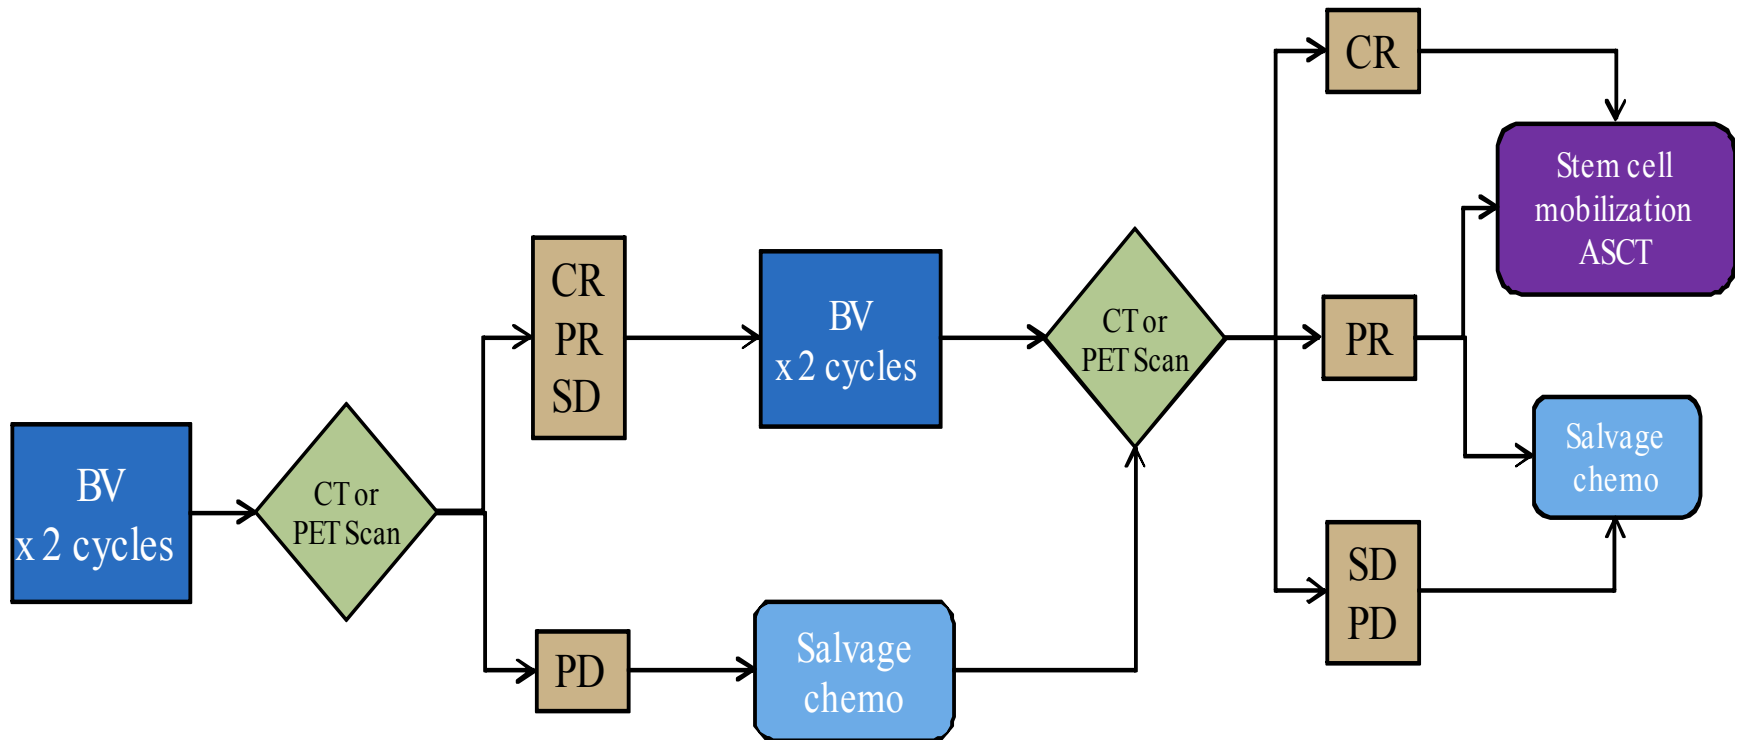 BV
x 2 cycles
CT or
PET Scan
CR
PR
SD
PD
BV
x 2 cycles
Salvage
chemo
CT or
PET Scan
CR
PR
SD
PD
Stem cell
mobilization
ASCT
Salvage
chemo